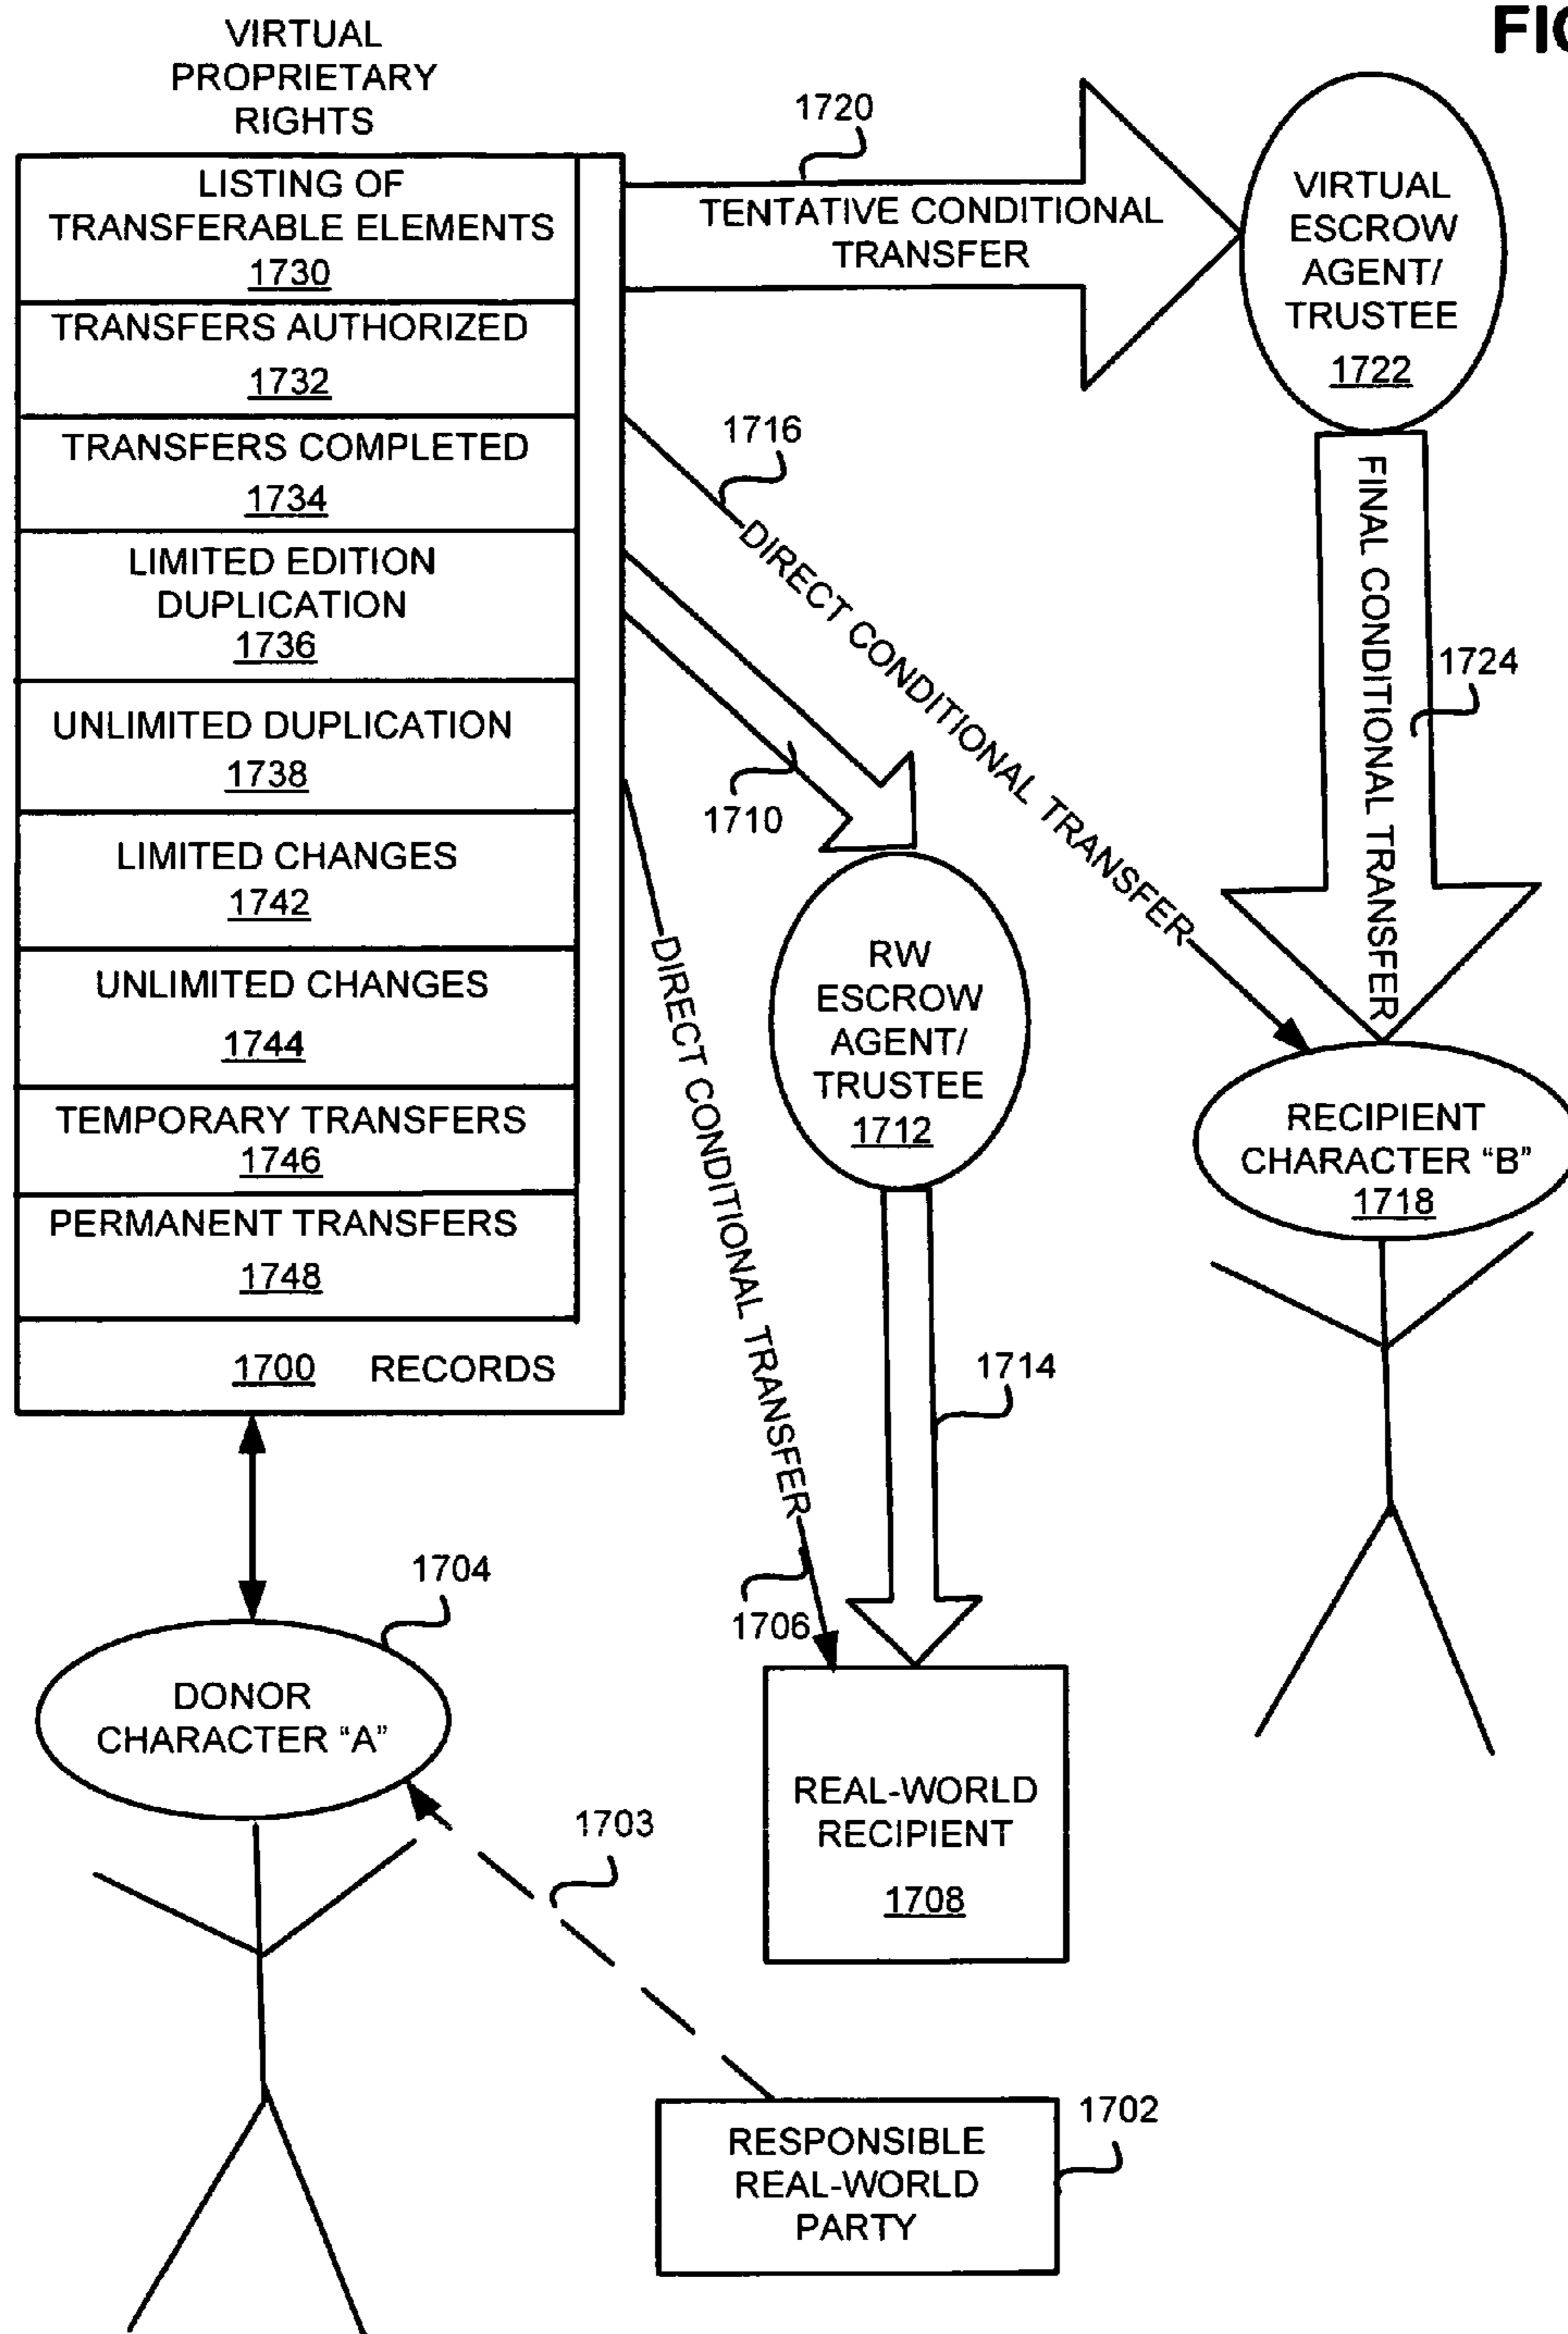 FIG
VIRTUAL
PROPRIETARY
RIGHTS
LISTING OF
TRANSFERABLE ELEMENTS
1730
TRANSFERS AUTHORIZED
1732
TRANSFERS COMPLETED
1734
LIMITED EDITION
DUPLICATION
1736
UNLIMITED DUPLICATION
1738
LIMITED CHANGES
1742
UNLIMITED CHANGES
1744
TEMPORARY TRANSFERS
1746
PERMANENT TRANSFERS
1748
1700 RECORDS
1720
TENTATIVE CONDITIONAL
TRANSFER
VIRTUAL
ESCROW
AGENT/
TRUSTEE
1722
1716
DIRECT CONDITIONAL TRANSFER
FINAL CONDITIONAL TRANSFER
1724
1710
RW
ESCROW
AGENT/
TRUSTEE
1712
RECIPIENT
CHARACTER “B”
1718
DIRECT CONDITIONAL TRANSFER
1714
1706
1704
DONOR
CHARACTER “A”
REAL-WORLD
RECIPIENT
1708
1703
1702
RESPONSIBLE
REAL-WORLD
PARTY